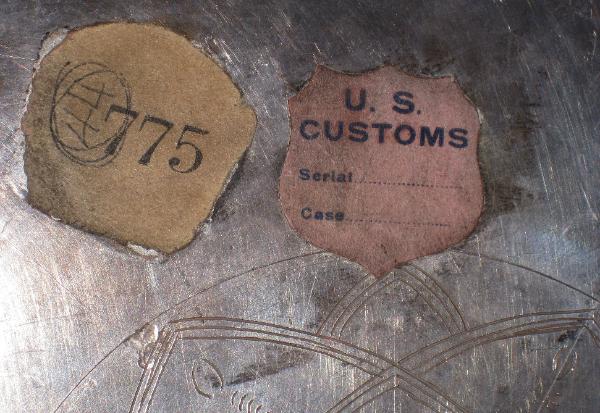 775
U. S.
CUSTOMS
Serial
Case